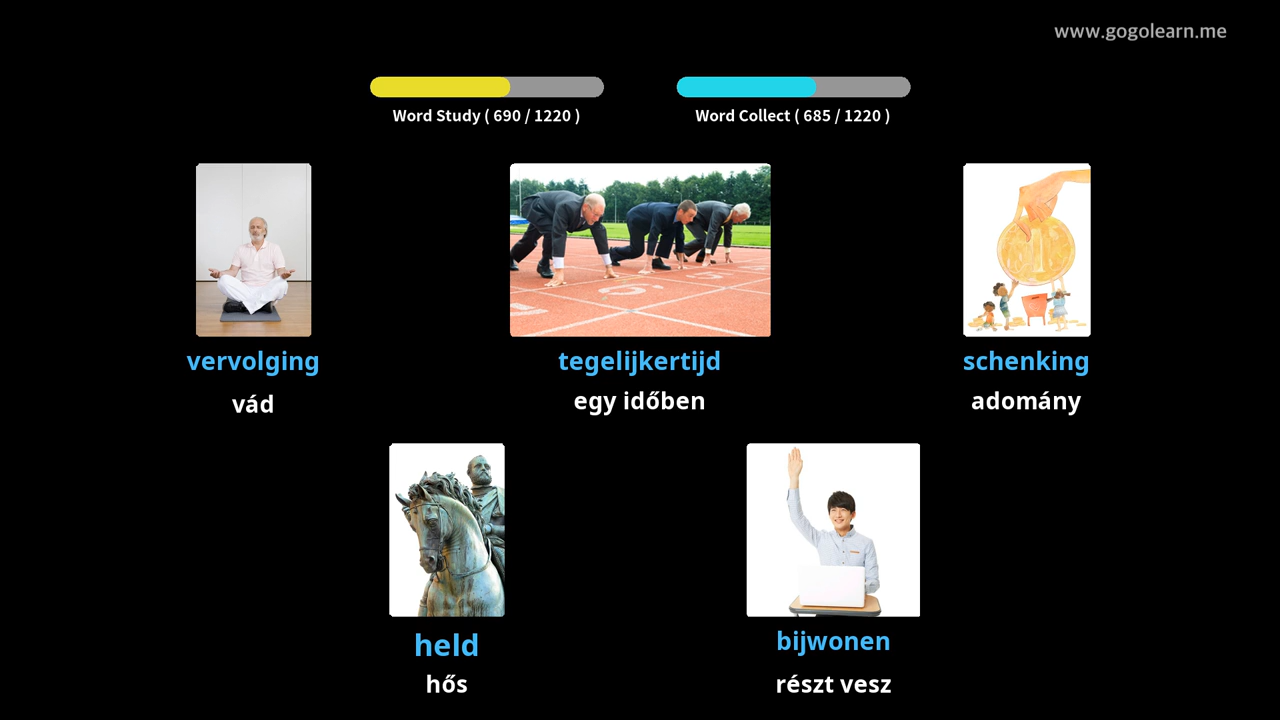 www.gogolearn.me
Word Study ( 690 / 1220 )
Word Collect ( 685 / 1220 )
vervolging
tegelijkertijd
schenking
vád
egy időben
adomány
held
bijwonen
hős
részt vesz